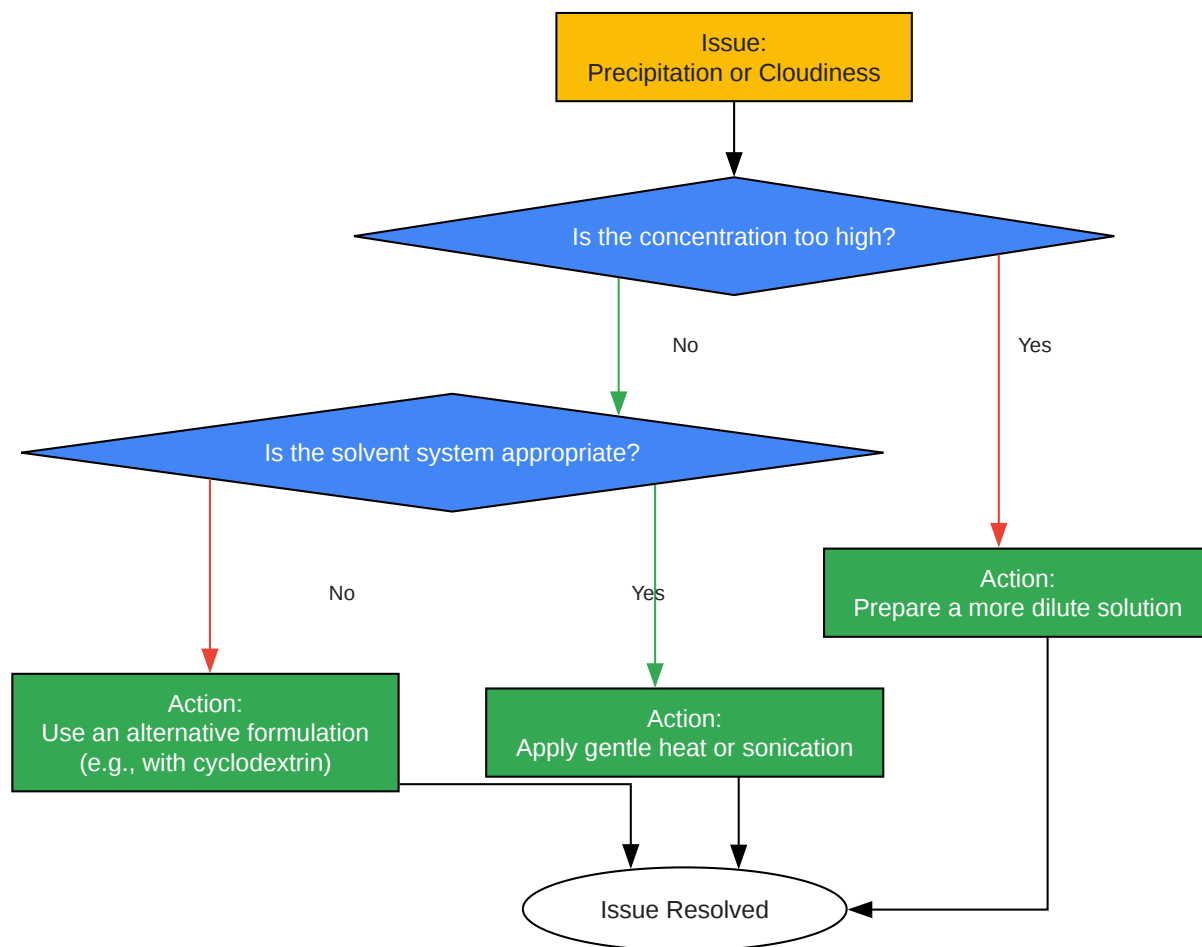 Issue:
Precipitation or Cloudiness
Is the concentration too high?
No
Yes
Is the solvent system appropriate?
No
Yes
Action:
Prepare a more dilute solution
Action:
Use an alternative formulation
(e.g., with cyclodextrin)
Action:
Apply gentle heat or sonication
Issue Resolved